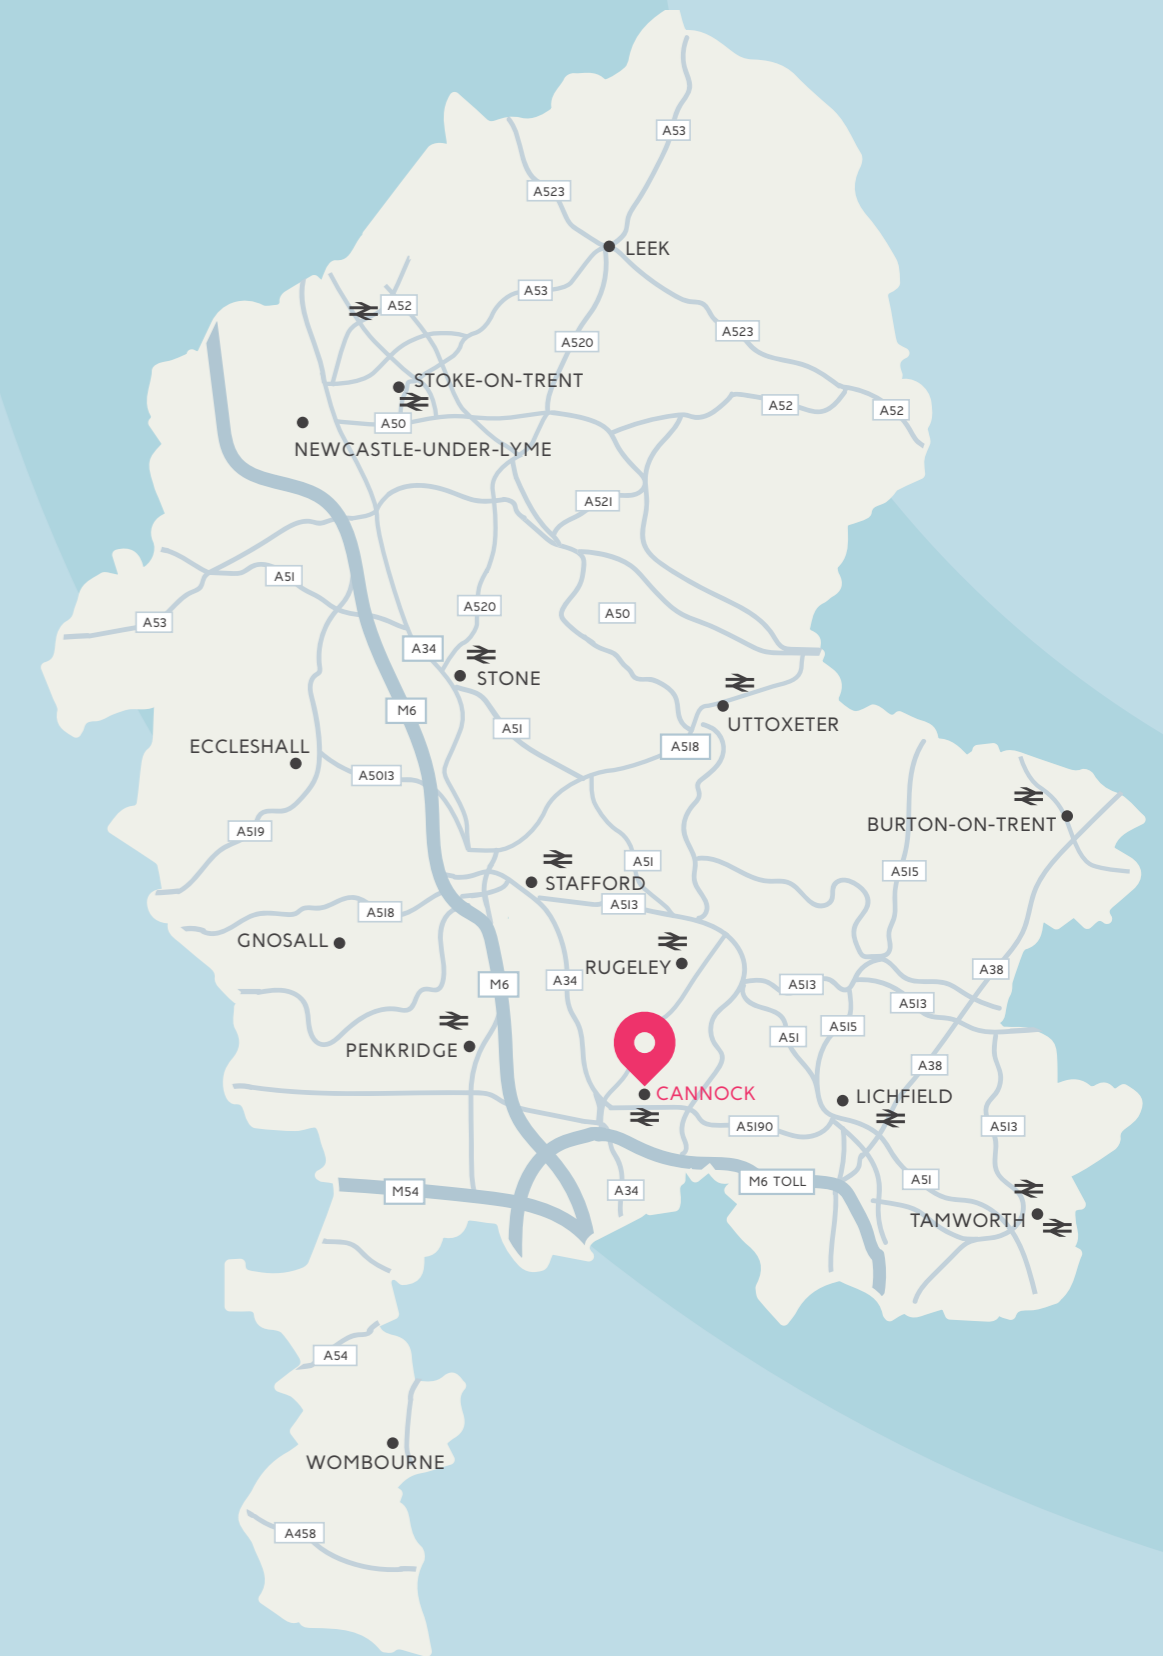 A53
A523
LEEK
A53
A52
A523
A520
STOKE-ON-TRENT
A52
A52
A50
NEWCASTLE-UNDER-LYME
A521
A51
A520
A50
A53
A34
STONE
M6
UTTOXETER
A51
A518
ECCLESHALL
A5013
BURTON-ON-TRENT
A519
A51
A515
STAFFORD
A513
A518
GNOSALL
RUGELEY
A38
A34
M6
A513
A513
A515
A51
PENKRIDGE
A38
CANNOCK
LICHFIELD
A5190
A513
M54
A34
M6 TOLL
A51
TAMWORTH
A54
WOMBOURNE
A458